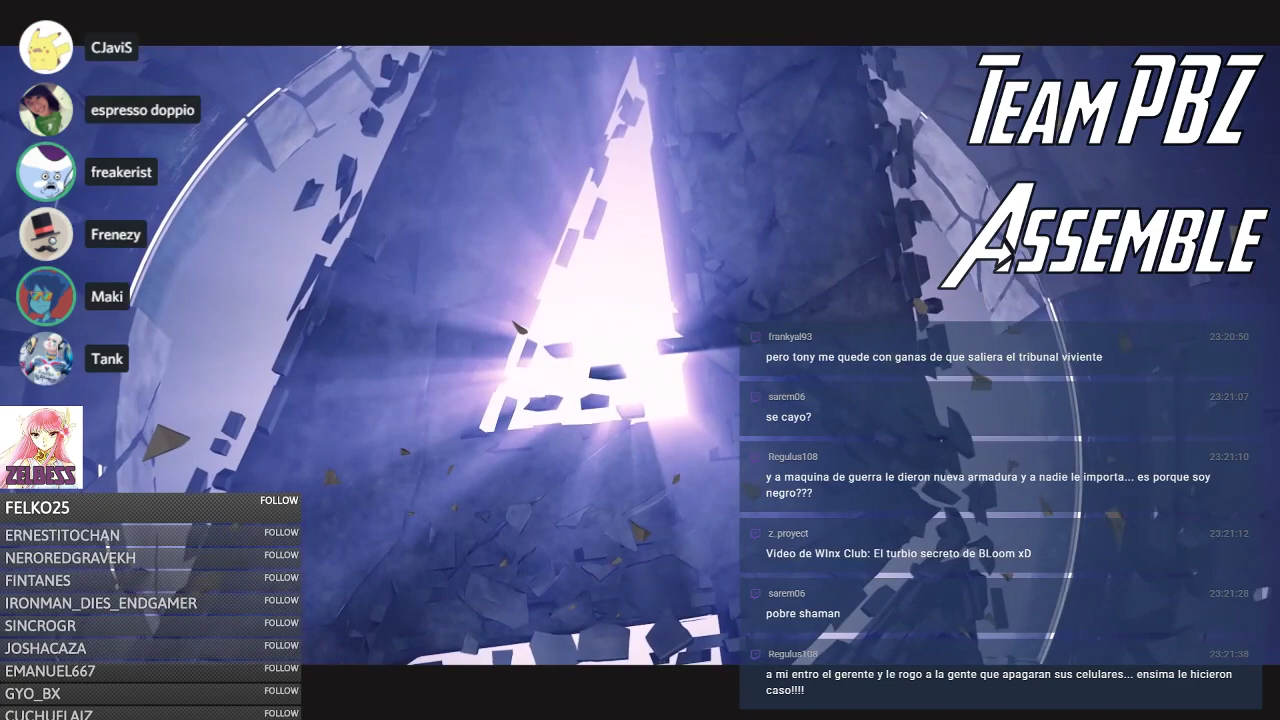 CJaviS
espresso doppio
freakerist
Frenezy
Maki
Tank
TEAM PBZ
ASSEMBLE
frankyal93 23:20:50
pero tony me quede con ganas de que saliera el tribunal viviente
sarem06 23:21:07
se cayo?
Regulus108 23:21:10
y a maquina de guerra le dieron nueva armadura y a nadie le importa... es porque soy
negro???
z_proyect 23:21:12
Video de WInx Club: El turbio secreto de BLoom xD
sarem06 23:21:28
pobre shaman
Regulus108 23:21:38
a mi entro el gerente y le rogo a la gente que apagaran sus celulares... ensima le hicieron
caso!!!!
ZELBESS
FELKO25 FOLLOW
ERNESTITOCHAN FOLLOW
NEROREDGRAVEKH FOLLOW
FINTANES FOLLOW
IRONMAN_DIES_ENDGAMER FOLLOW
SINCROGR FOLLOW
JOSHACAZA FOLLOW
EMANUEL667 FOLLOW
GYO_BX FOLLOW
CUCHUFLAIZ FOLLOW